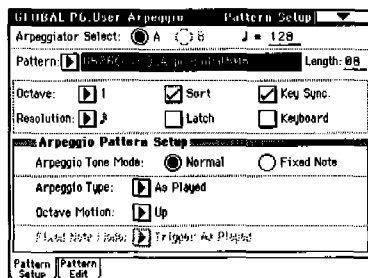 GLOBAL P6.User Arpeggio Pattern Setup
Arpeggiator Select: A B ♩ = 128
Pattern: Length: 08
Octave: 1 Sort Key Sync.
Resolution: ♪ Latch Keyboard
Arpeggio Pattern Setup
Arpeggio Tone Mode: Normal Fixed Note
Arpeggio Type: As Played
Octave Motion: Up
Fixed Note Mode: Trigger As Played
Pattern Setup Pattern Edit